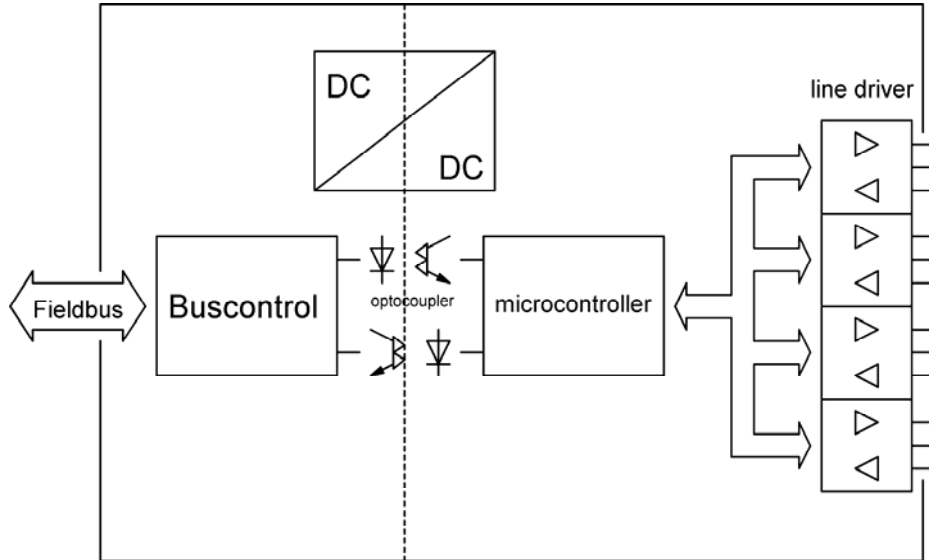 DC
DC
line driver
Fieldbus
Buscontrol
optocoupler
microcontroller